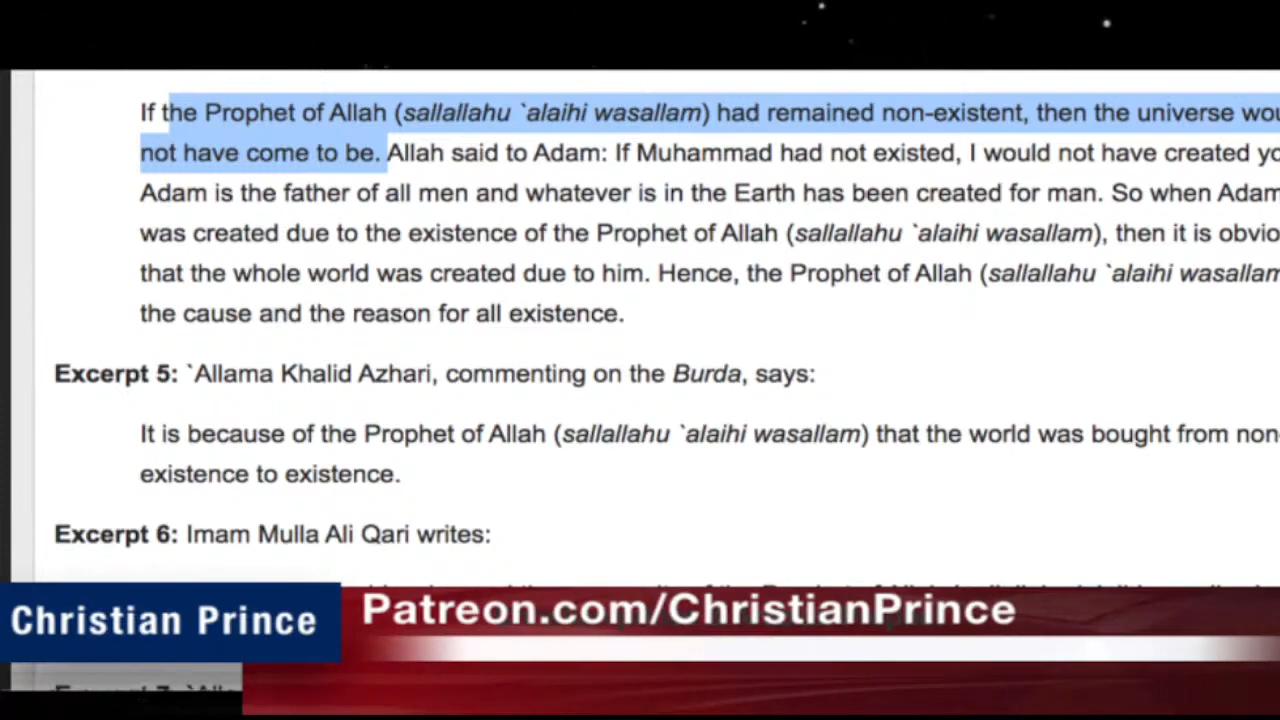 If the Prophet of Allah (sallallahu `alaihi wasallam) had remained non-existent, then the universe
not have come to be. Allah said to Adam: If Muhammad had not existed, I would not have created
Adam is the father of all men and whatever is in the Earth has been created for man. So when Adam
was created due to the existence of the Prophet of Allah (sallallahu `alaihi wasallam), then it is
that the whole world was created due to him. Hence, the Prophet of Allah (sallallahu `alaihi wasallam
the cause and the reason for all existence.
Excerpt 5: `Allama Khalid Azhari, commenting on the Burda, says:
It is because of the Prophet of Allah (sallallahu `alaihi wasallam) that the world was bought from non-
existence to existence.
Excerpt 6: Imam Mulla Ali Qari writes:
Christian Prince
Patreon.com/ChristianPrince